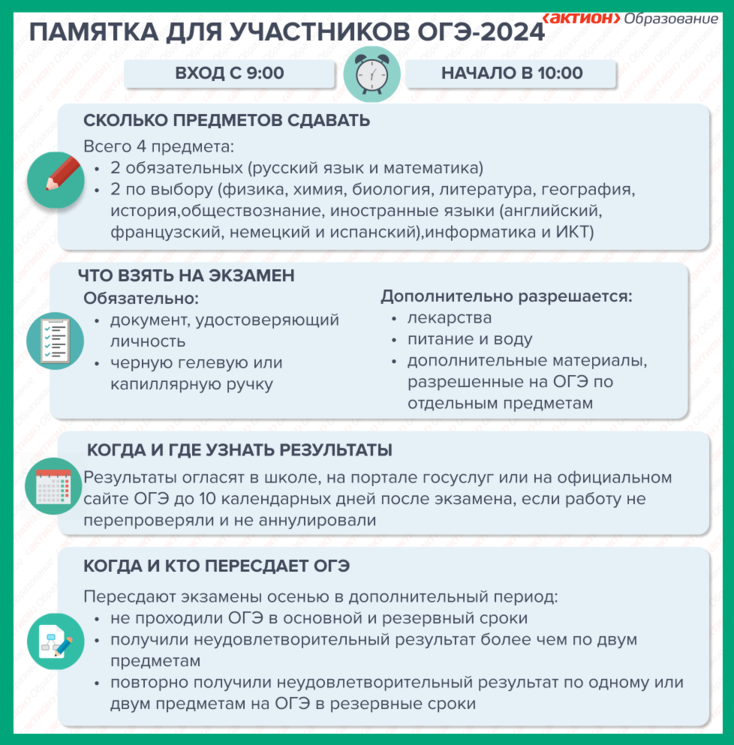 ПАМЯТКА ДЛЯ УЧАСТНИКОВ ОГЭ-2024
‹актион› Образование
ВХОД С 9:00
НАЧАЛО В 10:00
СКОЛЬКО ПРЕДМЕТОВ СДАВАТЬ
Всего 4 предмета:
• 2 обязательных (русский язык и математика)
• 2 по выбору (физика, химия, биология, литература, география,
история,обществознание, иностранные языки (английский,
французский, немецкий и испанский),информатика и ИКТ)
ЧТО ВЗЯТЬ НА ЭКЗАМЕН
Обязательно:
• документ, удостоверяющий
личность
• черную гелевую или
капиллярную ручку
Дополнительно разрешается:
• лекарства
• питание и воду
• дополнительные материалы,
разрешенные на ОГЭ по
отдельным предметам
КОГДА И ГДЕ УЗНАТЬ РЕЗУЛЬТАТЫ
Результаты огласят в школе, на портале госуслуг или на официальном
сайте ОГЭ до 10 календарных дней после экзамена, если работу не
перепроверяли и не аннулировали
КОГДА И КТО ПЕРЕСДАЕТ ОГЭ
Пересдают экзамены осенью в дополнительный период:
• не проходили ОГЭ в основной и резервный сроки
• получили неудовлетворительный результат более чем по двум
предметам
• повторно получили неудовлетворительный результат по одному или
двум предметам на ОГЭ в резервные сроки